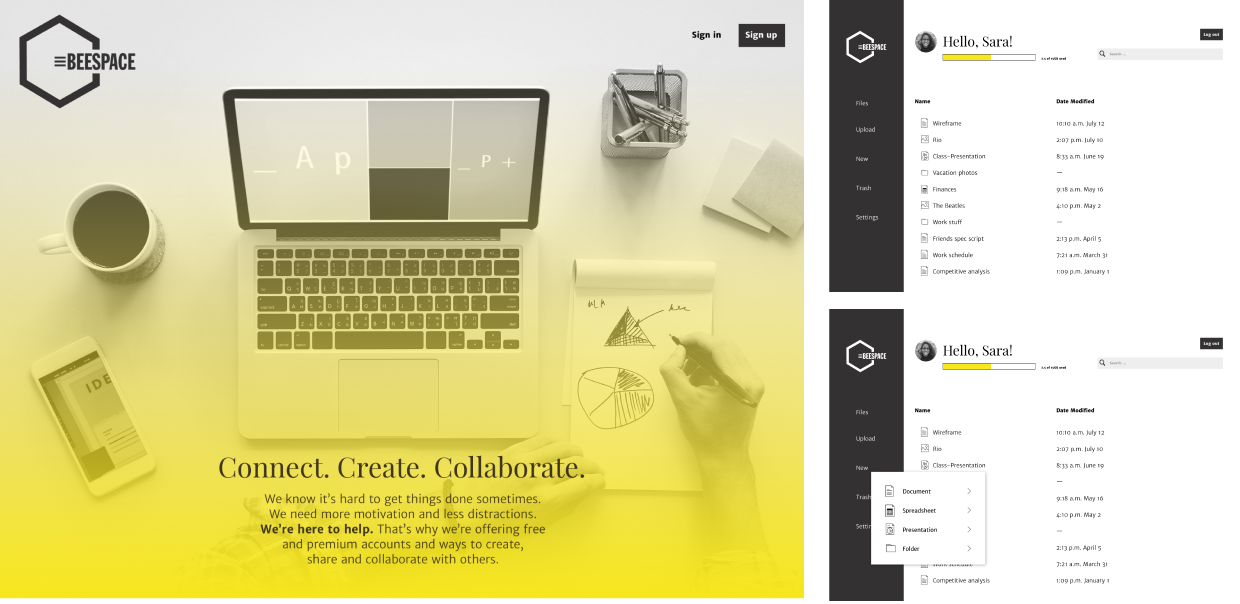 BEESPACE
Sign in
Sign up
_ A p
_ P +
IDE
Connect. Create. Collaborate.
We know it's hard to get things done sometimes.
We need more motivation and less distractions.
We're here to help. That's why we're offering free
and premium accounts and ways to create,
share and collaborate with others.
BEESPACE
Hello, Sara!
Log out
Search ...
Files
Upload
New
Trash
Settings
Name Date Modified
Wireframe 10:10 a.m. July 12
Rio 2:07 p.m. July 10
Class-Presentation 8:33 a.m. June 19
Vacation photos —
Finances 9:18 a.m. May 16
The Beatles 4:10 p.m. May 2
Work stuff —
Friends spec script 2:13 p.m. April 5
Work schedule 7:21 a.m. March 31
Competitive analysis 1:09 p.m. January 1
BEESPACE
Hello, Sara!
Log out
Search ...
Files
Upload
New
Trash
Settin
Name Date Modified
Wireframe 10:10 a.m. July 12
Rio 2:07 p.m. July 10
Class-Presentation 8:33 a.m. June 19
—
9:18 a.m. May 16
4:10 p.m. May 2
—
2:13 p.m. April 5
Work schedule 7:21 a.m. March 31
Competitive analysis 1:09 p.m. January 1
Document
Spreadsheet
Presentation
Folder